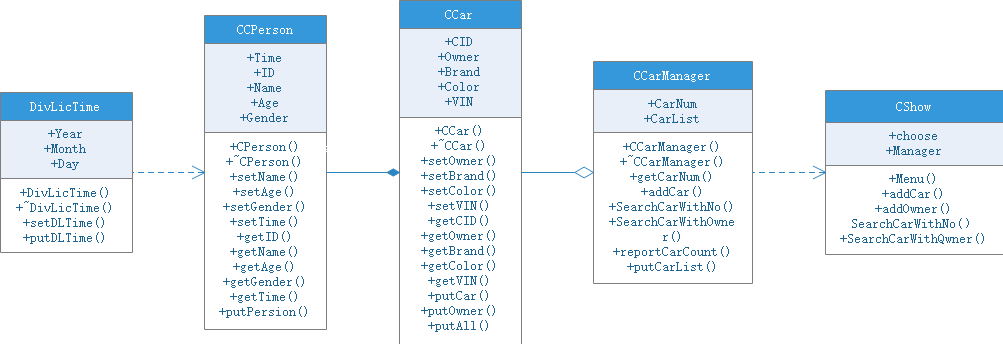 DivLicTime
+Year
+Month
+Day
+DivLicTime()
+~DivLicTime()
+setDLTime()
+putDLTime()
CCPerson
+Time
+ID
+Name
+Age
+Gender
+CPerson()
+~CPerson()
+setName()
+setAge()
+setGender()
+setTime()
+getID()
+getName()
+getAge()
+getGender()
+getTime()
+putPersion()
CCar
+CID
+Owner
+Brand
+Color
+VIN
+CCar()
+~CCar()
+setOwner()
+setBrand()
+setColor()
+setVIN()
+getCID()
+getOwner()
+getBrand()
+getColor()
+getVIN()
+putCar()
+putOwner()
+putAll()
CCarManager
+CarNum
+CarList
+CCarManager()
+~CCarManager()
+getCarNum()
+addCar()
+SearchCarWithNo()
+SearchCarWithOwne
r()
+reportCarCount()
+putCarList()
CShow
+choose
+Manager
+Menu()
+addCar()
+addOwner()
SearchCarWithNo()
+SearchCarWithQwner()